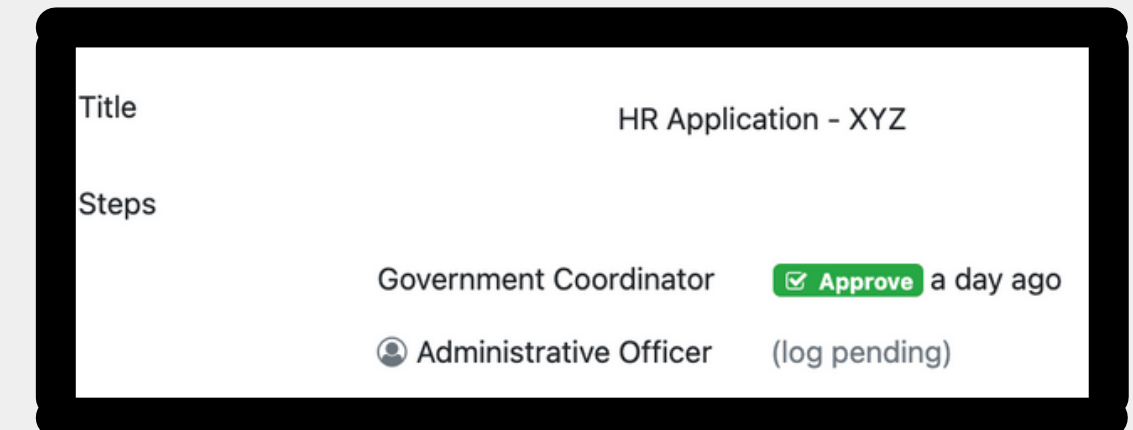 Title
HR Application - XYZ
Steps
Government Coordinator Approve a day ago
Administrative Officer (log pending)